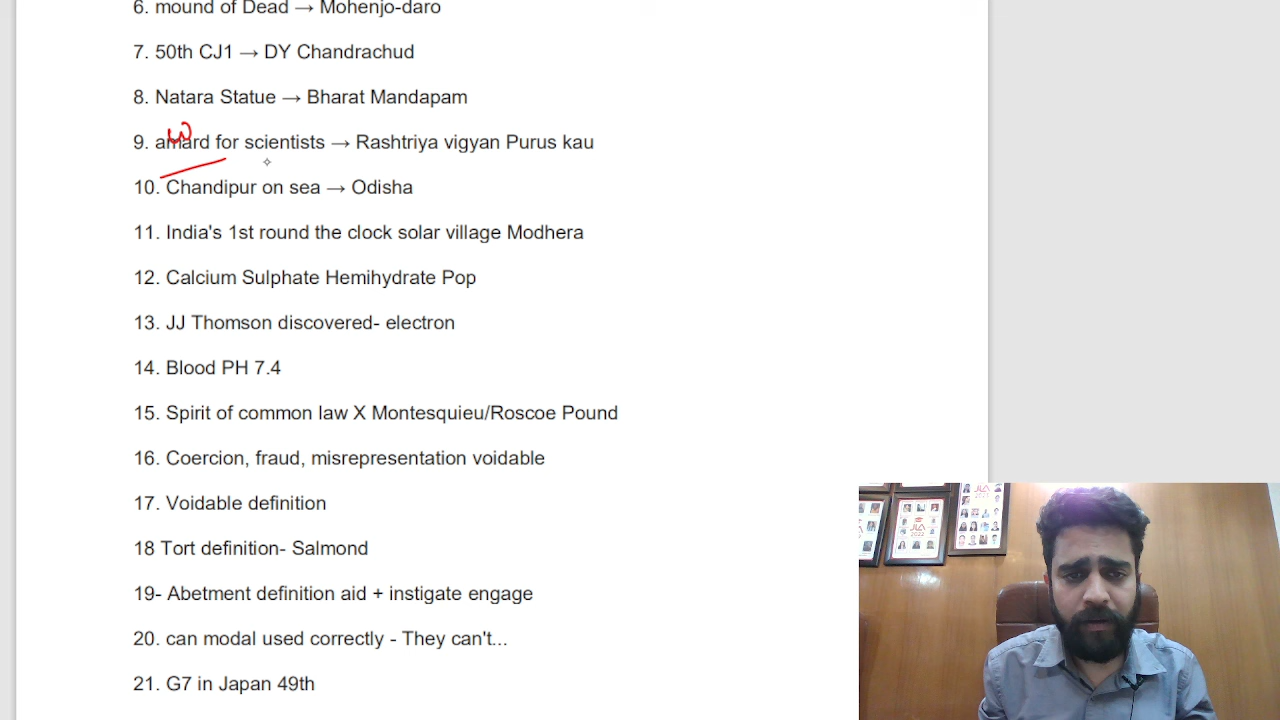 6. mound of Dead → Mohenjo-daro
7. 50th CJ1 → DY Chandrachud
8. Natara Statue → Bharat Mandapam
w
9. amard for scientists → Rashtriya vigyan Purus kau
10. Chandipur on sea → Odisha
11. India's 1st round the clock solar village Modhera
12. Calcium Sulphate Hemihydrate Pop
13. JJ Thomson discovered- electron
14. Blood PH 7.4
15. Spirit of common law X Montesquieu/Roscoe Pound
16. Coercion, fraud, misrepresentation voidable
17. Voidable definition
18 Tort definition- Salmond
19- Abetment definition aid + instigate engage
20. can modal used correctly - They can't...
21. G7 in Japan 49th
JLA
JLA